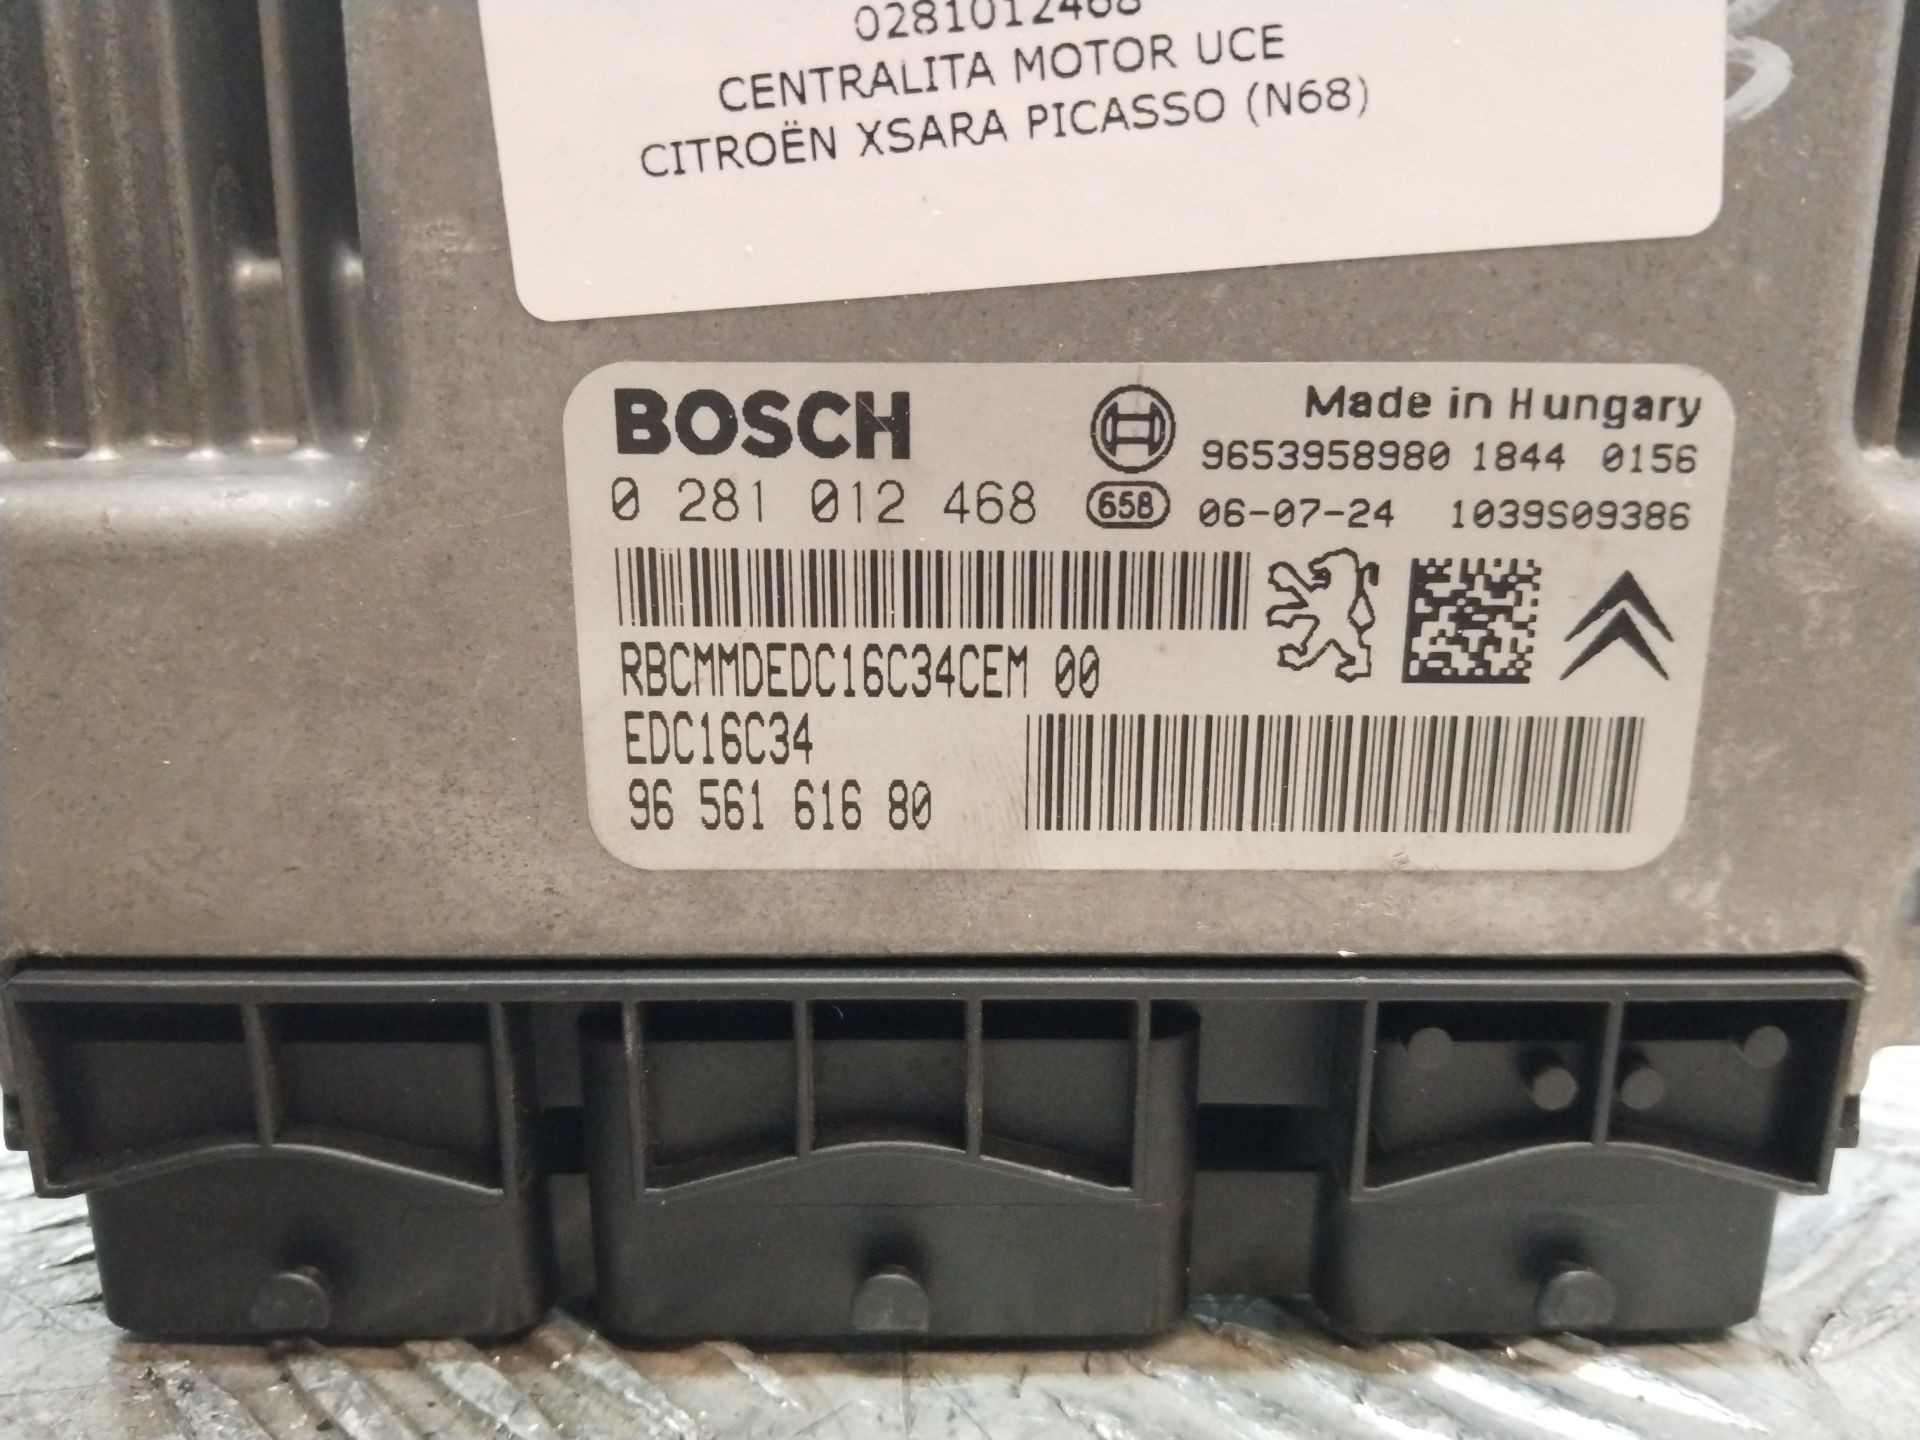 0281012468
CENTRALITA MOTOR UCE
CITROËN XSARA PICASSO (N68)
BOSCH
Made in Hungary
9653958980 1844 0156
0 281 012 468
658
06-07-24 1039S09386
RBCMMDEDC16C34CEM 00
EDC16C34
96 561 616 80